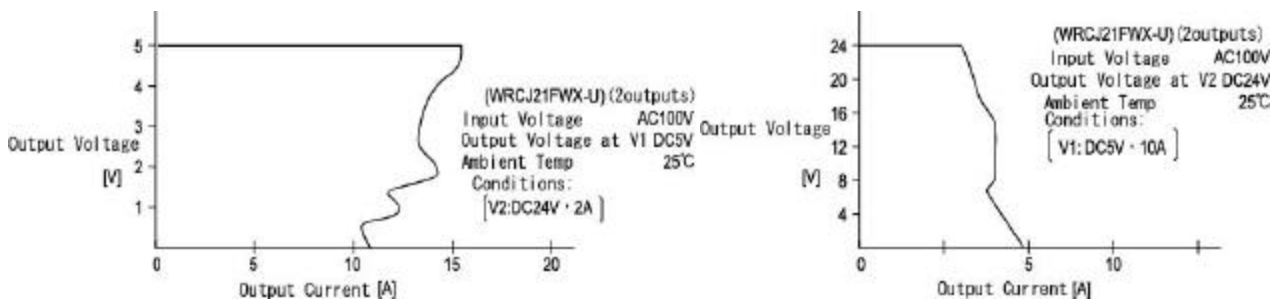 5
4
3
2
1
Output Voltage
[V]
0
5
10
15
20
Output Current [A]
(WRCJ21FWX-U)(2outputs)
Input Voltage AC100V
Output Voltage at V1 DC5V
Ambient Temp 25℃
Conditions:
[V2:DC24V・2A]
24
20
16
12
8
4
Output Voltage
[V]
0
5
10
Output Current [A]
(WRCJ21FWX-U)(2outputs)
Input Voltage AC100V
Output Voltage at V2 DC24V
Ambient Temp 25℃
Conditions:
[V1: DC5V・10A]